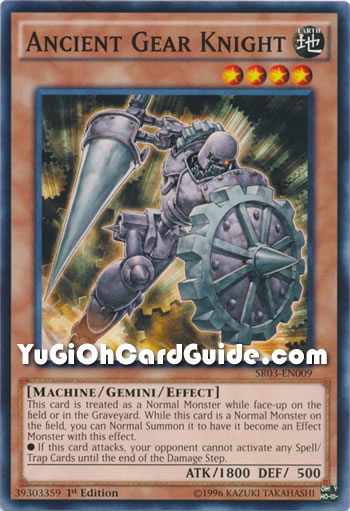 ANCIENT GEAR KNIGHT
EARTH
地
YuGiOhCardGuide.com
SR03-EN009
[MACHINE/GEMINI/EFFECT]
This card is treated as a Normal Monster while face-up on the
field or in the Graveyard. While this card is a Normal Monster on
the field, you can Normal Summon it to have it become an Effect
Monster with this effect.
● If this card attacks, your opponent cannot activate any Spell/
Trap Cards until the end of the Damage Step.
ATK/1800 DEF/ 500
39303359 1st Edition ©1996 KAZUKI TAKAHASHI